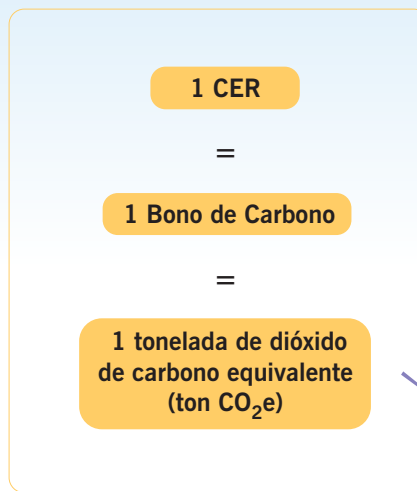 1 CER
=
1 Bono de Carbono
=
1 tonelada de dióxido
de carbono equivalente
(ton CO₂e)